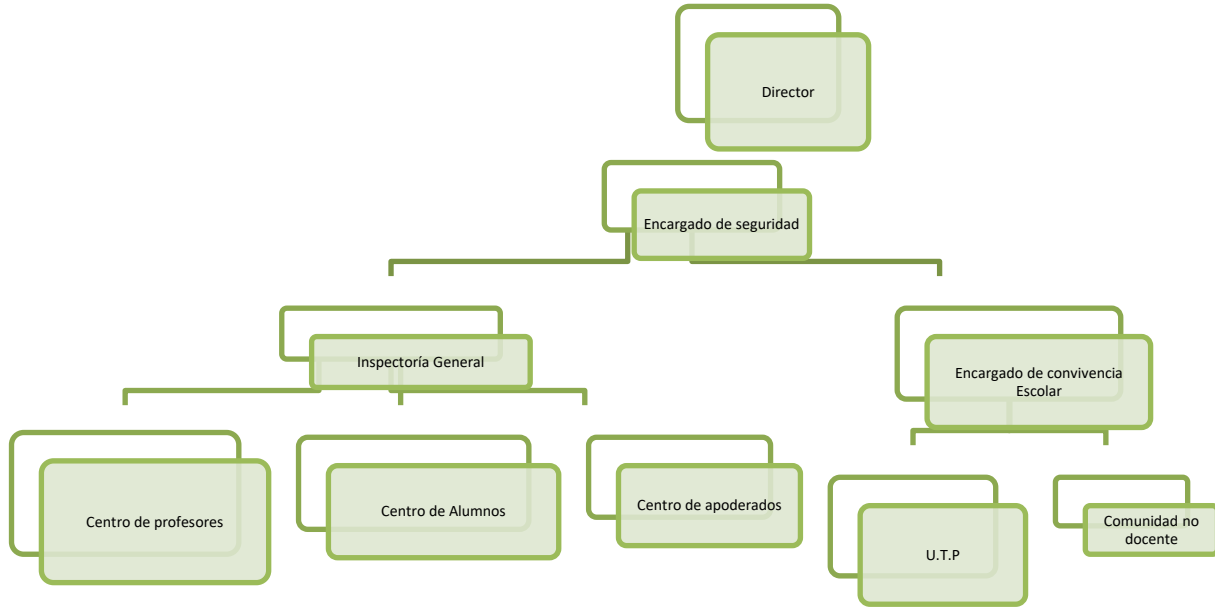 Director
Encargado de seguridad
Inspectoría General
Encargado de convivencia
Escolar
Centro de profesores
Centro de Alumnos
Centro de apoderados
U.T.P
Comunidad no
docente